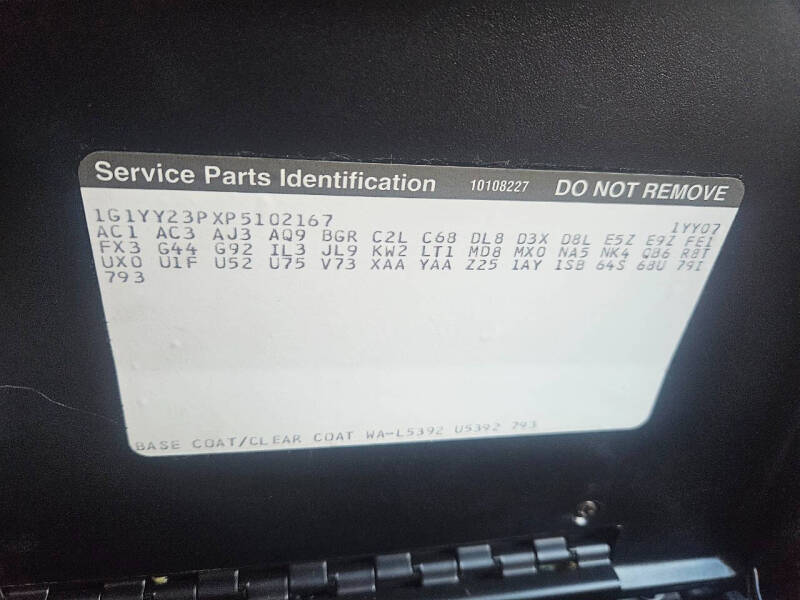 Service Parts Identification 10108227 DO NOT REMOVE
1G1YY23PXP5102167 1YY07
AC1 AC3 AJ3 AQ9 BGR C2L C68 DL8 D3X D8L E5Z E9Z FE1
FX3 G44 G92 IL3 JL9 KW2 LT1 MD8 MX0 NA5 NK4 Q86 R8T
UX0 U1F U52 U75 V73 XAA YAA Z25 1AY 1SB 64S 68U 79I
793
BASE COAT/CLEAR COAT WA-L5392 U5392 793